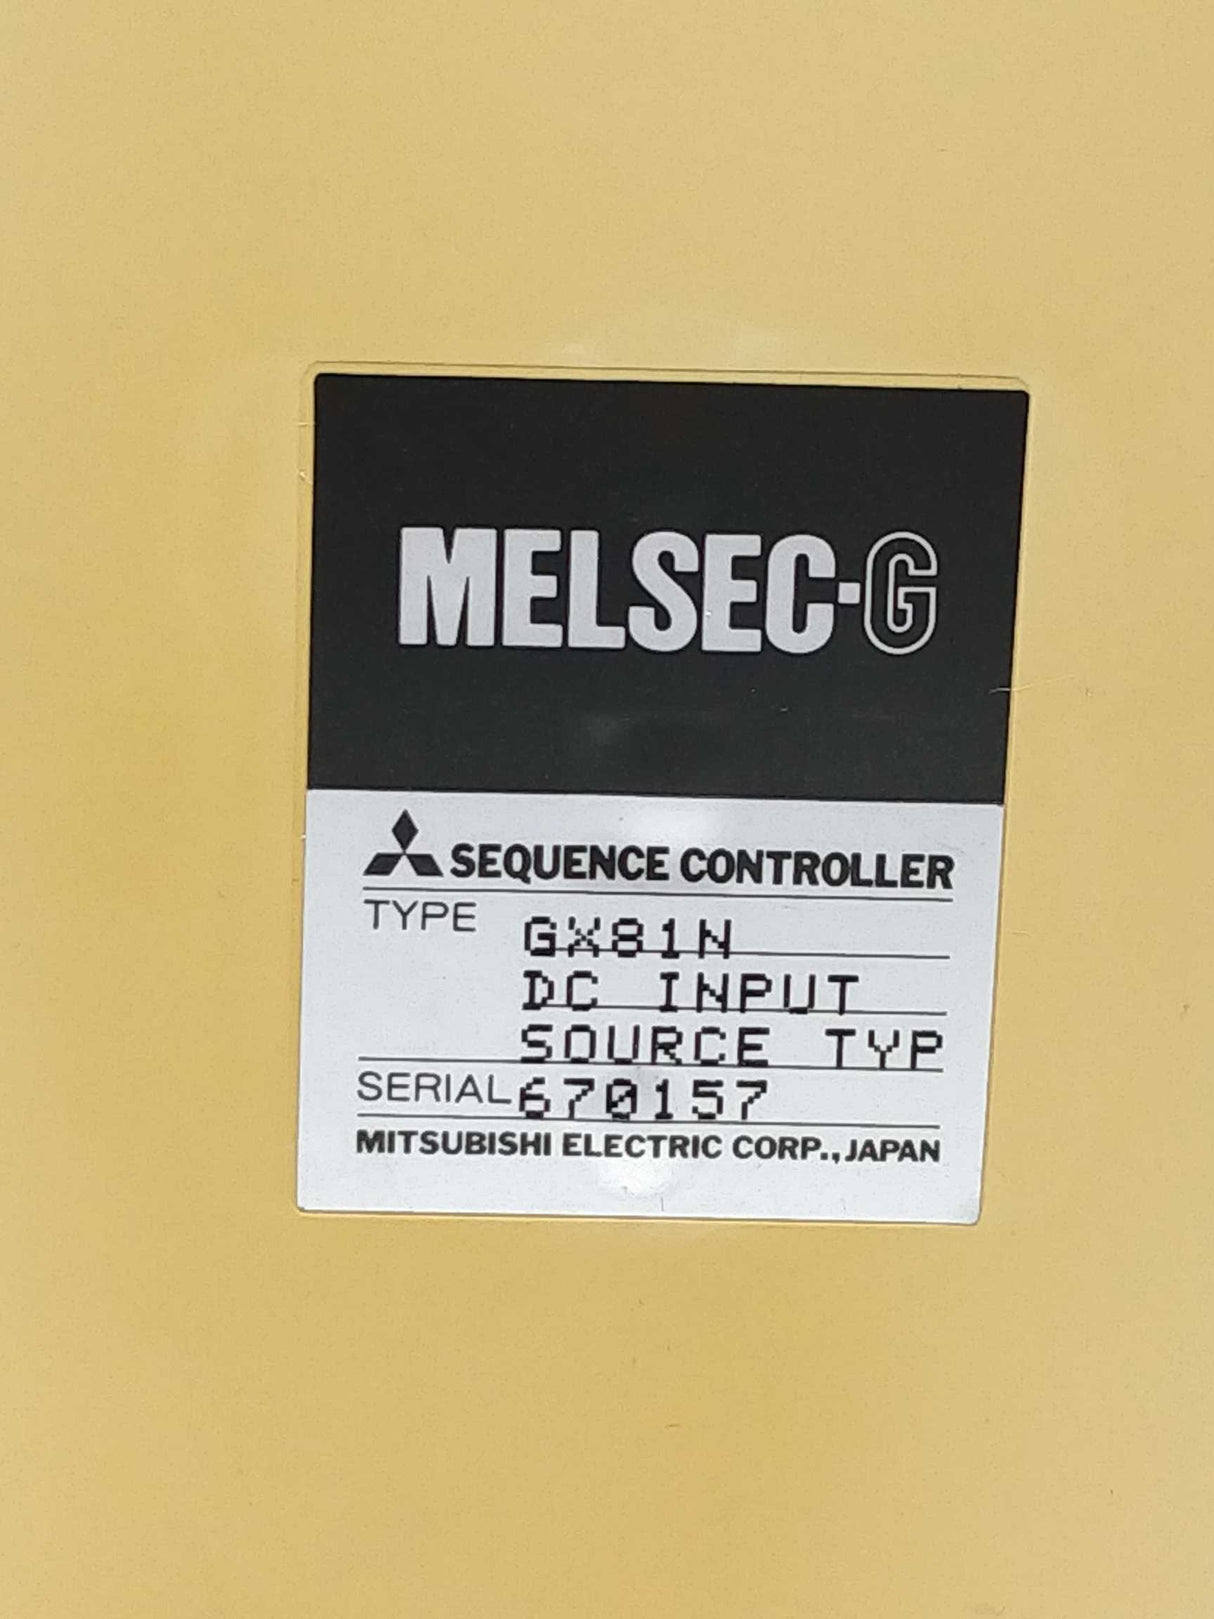 MELSEC-G
SEQUENCE CONTROLLER
TYPE GX81N
DC INPUT
SOURCE TYP
SERIAL 670157
MITSUBISHI ELECTRIC CORP., JAPAN